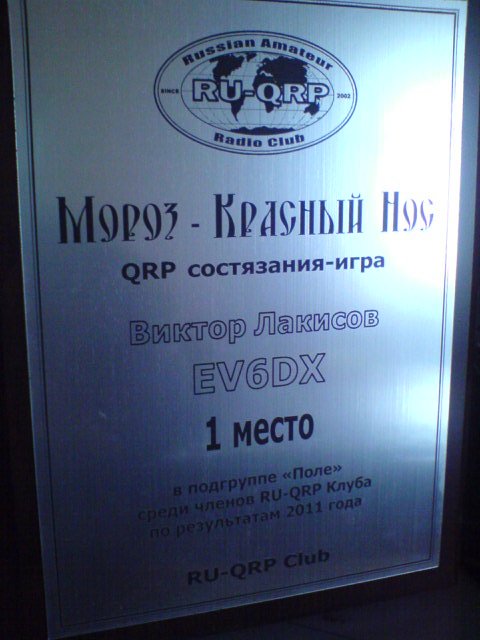 Russian Amateur
SINCE RU-QRP 2002
Radio Club
Мороз - Красный Нос
QRP состязания-игра
Виктор Лакисов
EV6DX
1 место
в подгруппе «Поле»
среди членов RU-QRP Клуба
по результатам 2011 года
RU-QRP Club